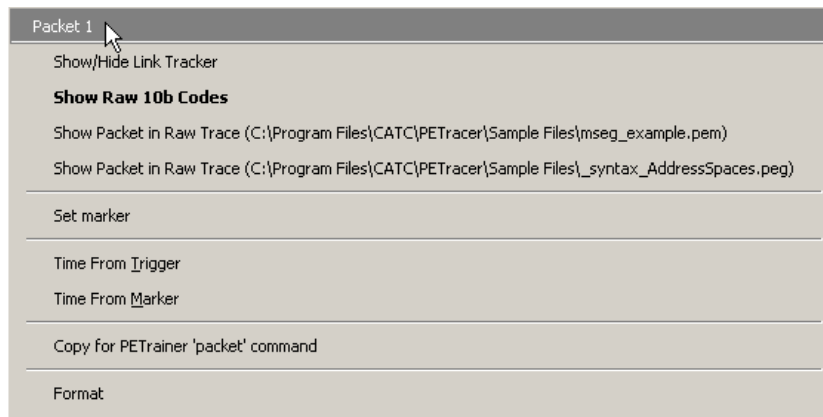 Packet 1
Show/Hide Link Tracker
Show Raw 10b Codes
Show Packet in Raw Trace (C:\Program Files\CATC\PETracer\Sample Files\mseg_example.pem)
Show Packet in Raw Trace (C:\Program Files\CATC\PETracer\Sample Files\_syntax_AddressSpaces.peg)
Set marker
Time From Trigger
Time From Marker
Copy for PETrainer 'packet' command
Format